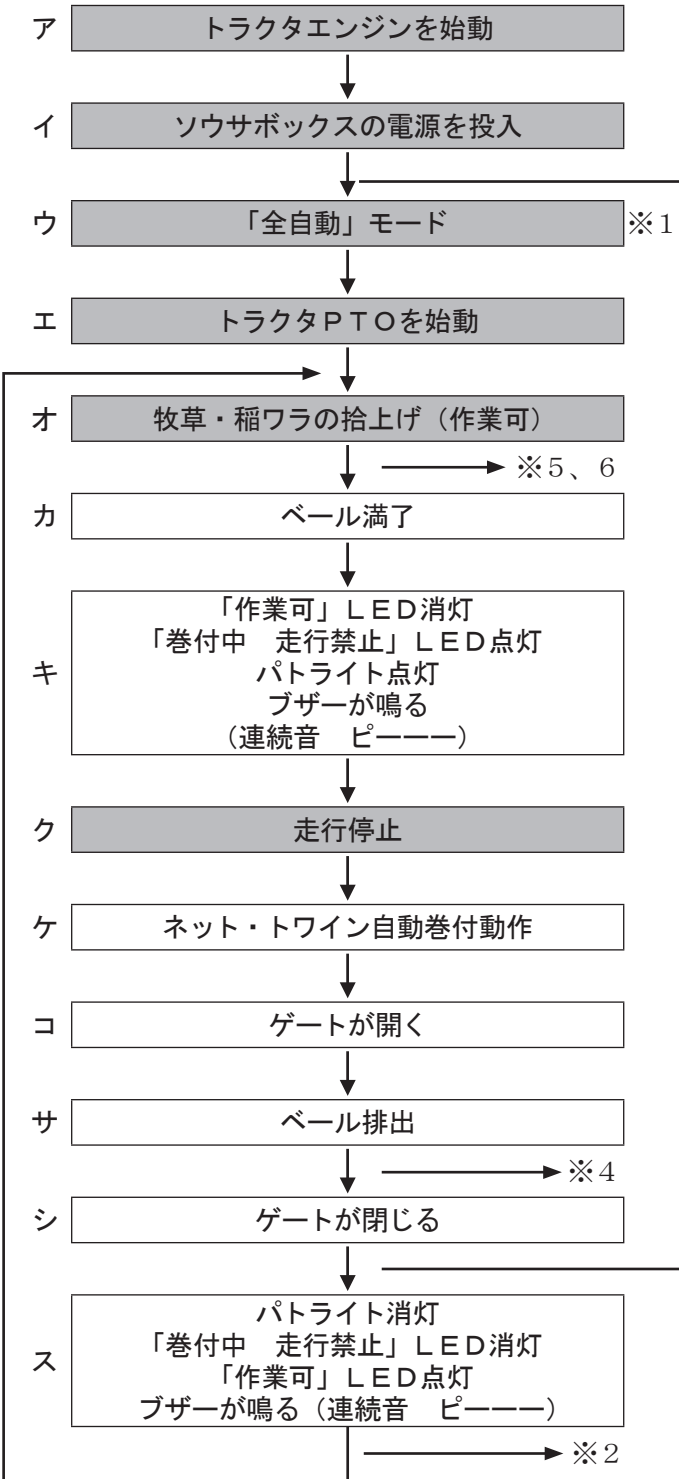 ア トラクタエンジンを始動
イ ソウサボックスの電源を投入
ウ 「全自動」モード ※1
エ トラクタPTOを始動
オ 牧草・稲ワラの拾上げ（作業可）
※5、6
カ ベール満了
キ 「作業可」LED消灯
「巻付中 走行禁止」LED点灯
パトライト点灯
ブザーが鳴る
（連続音 ピーーー）
ク 走行停止
ケ ネット・トワイン自動巻付動作
コ ゲートが開く
サ ベール排出
※4
シ ゲートが閉じる
ス パトライト消灯
「巻付中 走行禁止」LED消灯
「作業可」LED点灯
ブザーが鳴る（連続音 ピーーー）
※2